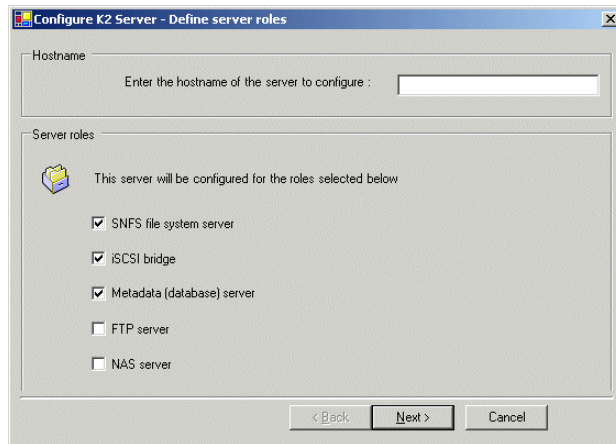 Configure K2 Server - Define server roles
Hostname
Enter the hostname of the server to configure :
Server roles
This server will be configured for the roles selected below
SNFS file system server
iSCSI bridge
Metadata (database) server
FTP server
NAS server
< Back
Next >
Cancel